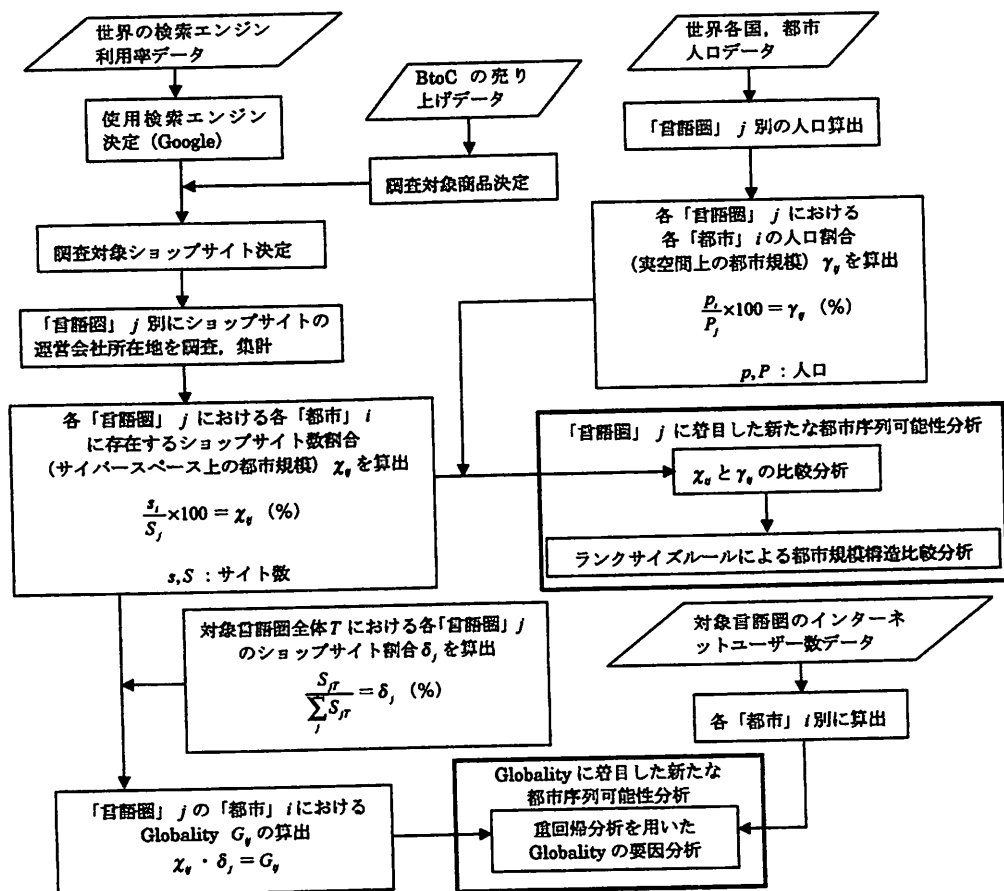 世界の検索エンジン
利用率データ
使用検索エンジン
決定 (Google)
BtoC の売り
上げデータ
調査対象商品決定
調査対象ショップサイト決定
「言語圏」 j 別にショップサイトの
運営会社所在地を調査, 集計
世界各国, 都市
人口データ
「言語圏」 j 別の人口算出
各「言語圏」 j における
各「都市」 i の人口割合
(実空間上の都市規模) γij を算出
pi/Pj ×100 = γij (%)
p, P : 人口
各「言語圏」 j における各「都市」 i
に存在するショップサイト数割合
(サイバースペース上の都市規模) χij を算出
si/Sj ×100 = χij (%)
s, S : サイト数
「言語圏」 j に着目した新たな都市序列可能性分析
χij と γij の比較分析
ランクサイズルールによる都市規模構造比較分析
対象言語圏全体 T における各「言語圏」 j
のショップサイト割合 δj を算出
SjT/∑j SjT = δj (%)
対象言語圏のインターネ
ットユーザー数データ
各「都市」 i 別に算出
「言語圏」 j の「都市」 i における
Globality Gij の算出
χij · δj = Gij
Globality に着目した新たな
都市序列可能性分析
重回帰分析を用いた
Globality の要因分析